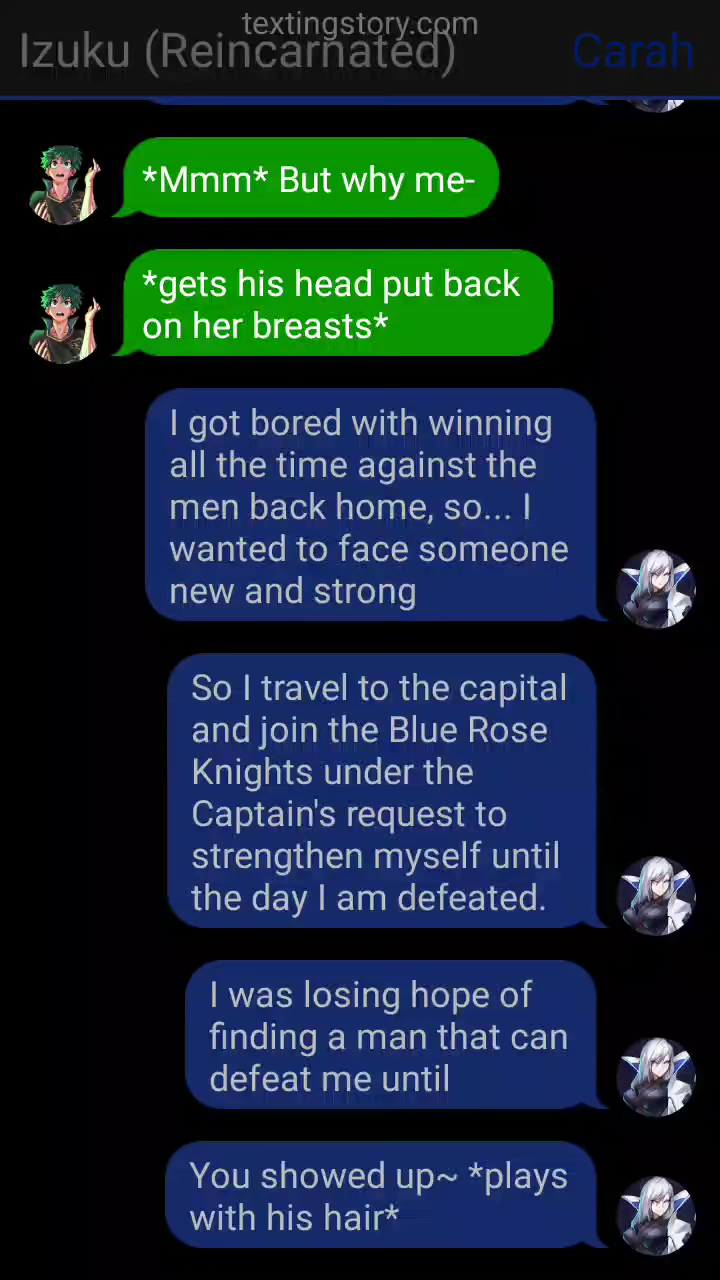 textingstory.com
Izuku (Reincarnated)
Carah
*Mmm* But why me-
*gets his head put back
on her breasts*
I got bored with winning
all the time against the
men back home, so... I
wanted to face someone
new and strong
So I travel to the capital
and join the Blue Rose
Knights under the
Captain's request to
strengthen myself until
the day I am defeated.
I was losing hope of
finding a man that can
defeat me until
You showed up~ *plays
with his hair*